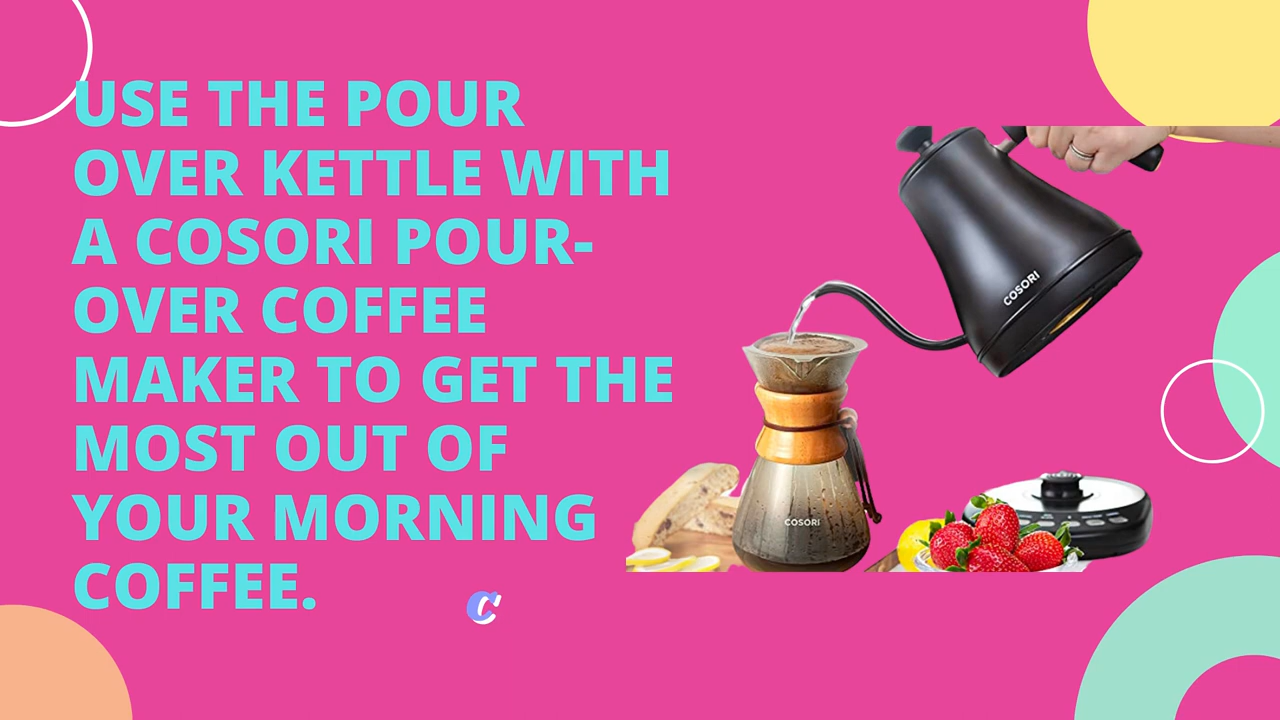 USE THE POUR
OVER KETTLE WITH
A COSORI POUR-
OVER COFFEE
MAKER TO GET THE
MOST OUT OF
YOUR MORNING
COFFEE.
COSORI
COSORI
C